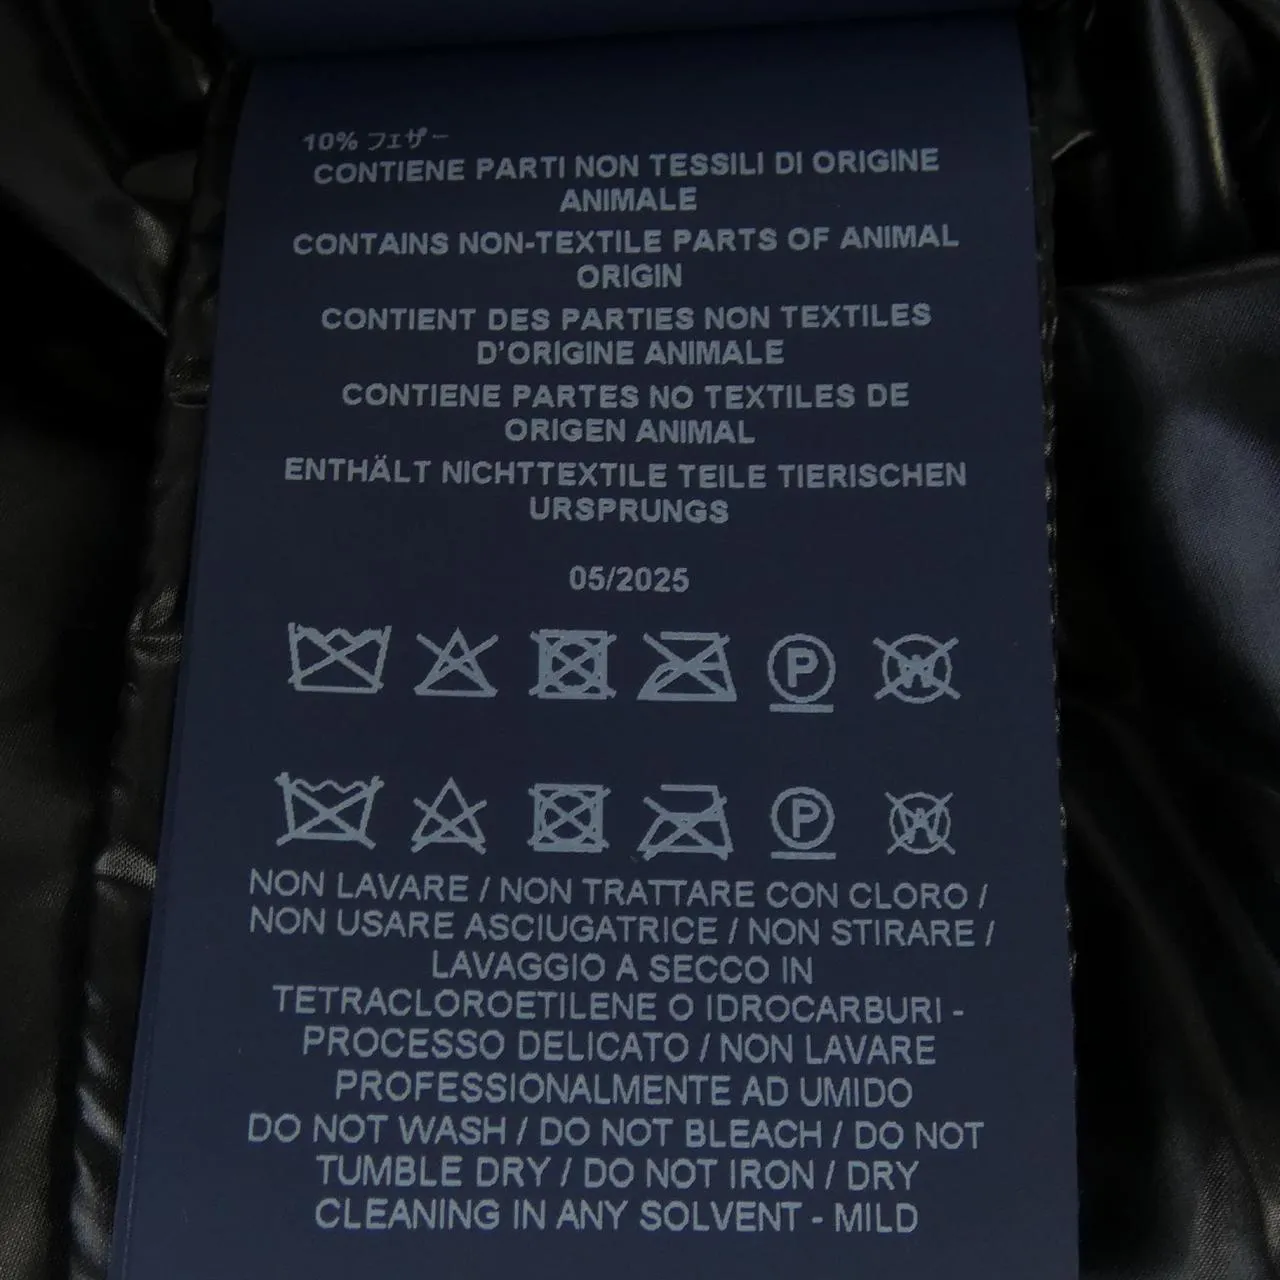 10% フェザー
CONTIENE PARTI NON TESSILI DI ORIGINE
ANIMALE
CONTAINS NON-TEXTILE PARTS OF ANIMAL
ORIGIN
CONTIENT DES PARTIES NON TEXTILES
D'ORIGINE ANIMALE
CONTIENE PARTES NO TEXTILES DE
ORIGEN ANIMAL
ENTHÄLT NICHTTEXTILE TEILE TIERISCHEN
URSPRUNGS
05/2025
P W
P W
NON LAVARE / NON TRATTARE CON CLORO /
NON USARE ASCIUGATRICE / NON STIRARE /
LAVAGGIO A SECCO IN
TETRACLOROETILENE O IDROCARBURI -
PROCESSO DELICATO / NON LAVARE
PROFESSIONALMENTE AD UMIDO
DO NOT WASH / DO NOT BLEACH / DO NOT
TUMBLE DRY / DO NOT IRON / DRY
CLEANING IN ANY SOLVENT - MILD